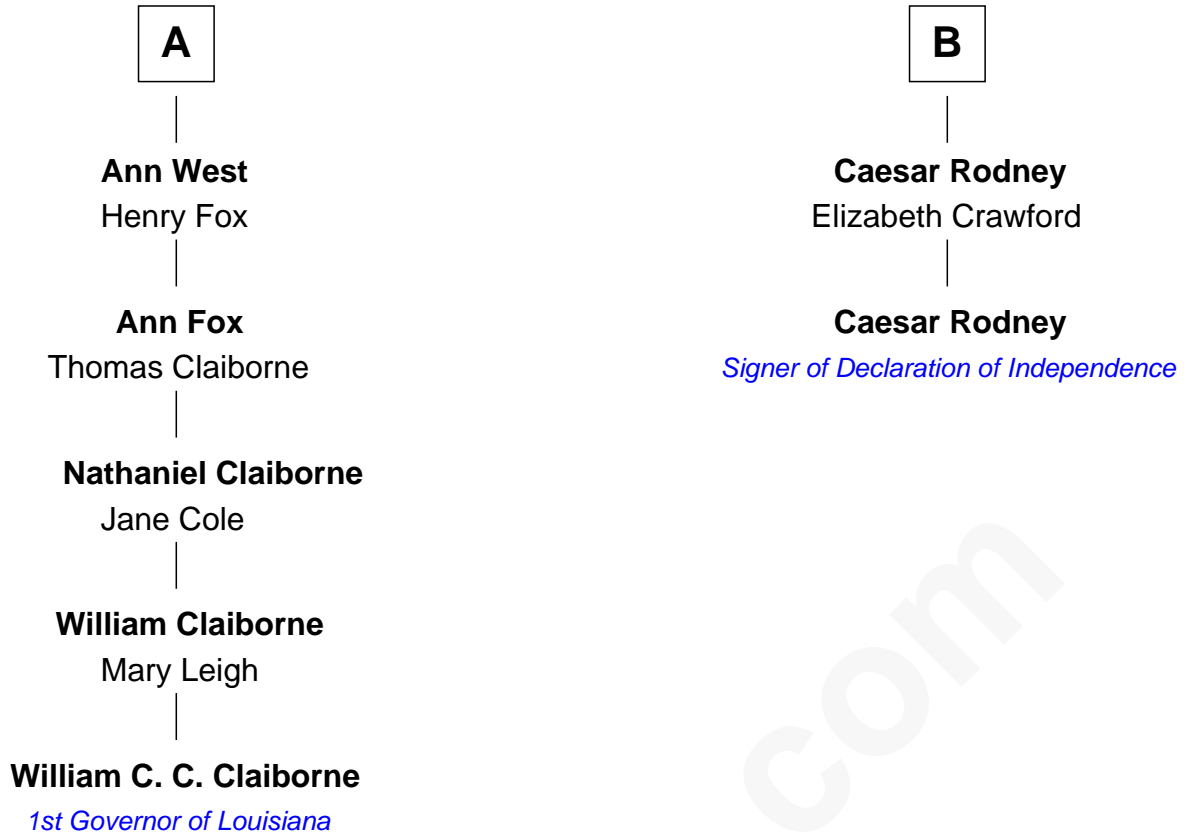 A
Ann West
Henry Fox
Ann Fox
Thomas Claiborne
Nathaniel Claiborne
Jane Cole
William Claiborne
Mary Leigh
William C. C. Claiborne
1st Governor of Louisiana
B
Caesar Rodney
Elizabeth Crawford
Caesar Rodney
Signer of Declaration of Independence
com